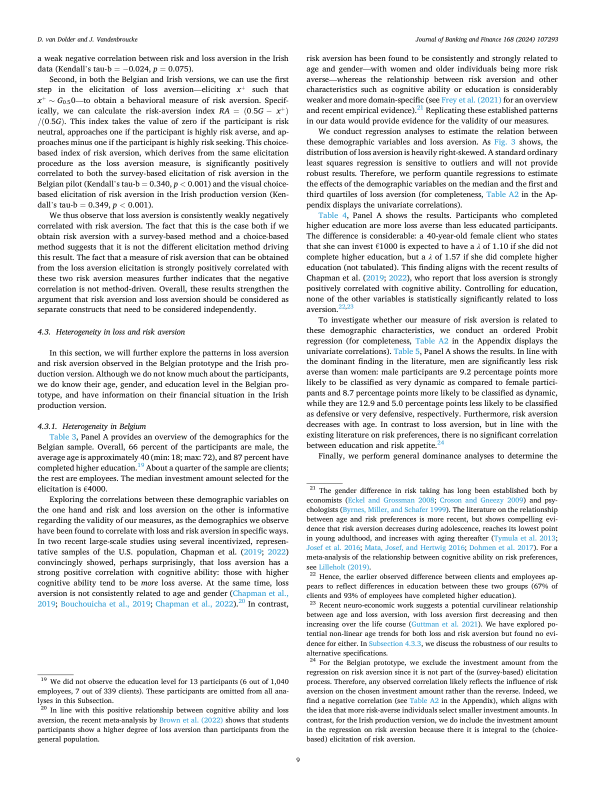 D. van Dolder and J. Vandenbroucke
Journal of Banking and Finance 168 (2024) 107293
a weak negative correlation between risk and loss aversion in the Irish
data (Kendall's tau-b = −0.024, p = 0.075).
Second, in both the Belgian and Irish versions, we can use the first
step in the elicitation of loss aversion—eliciting x⁺ such that
x⁺ ∼ G₀.₅0—to obtain a behavioral measure of risk aversion. Specif-
ically, we can calculate the risk-aversion index RA = (0.5G − x⁺)
/(0.5G). This index takes the value of zero if the participant is risk
neutral, approaches one if the participant is highly risk averse, and ap-
proaches minus one if the participant is highly risk seeking. This choice-
based index of risk aversion, which derives from the same elicitation
procedure as the loss aversion measure, is significantly positively
correlated to both the survey-based elicitation of risk aversion in the
Belgian pilot (Kendall's tau-b = 0.340, p < 0.001) and the visual choice-
based elicitation of risk aversion in the Irish production version (Ken-
dall's tau-b = 0.349, p < 0.001).
We thus observe that loss aversion is consistently weakly negatively
correlated with risk aversion. The fact that this is the case both if we
obtain risk aversion with a survey-based method and a choice-based
method suggests that it is not the different elicitation method driving
this result. The fact that a measure of risk aversion that can be obtained
from the loss aversion elicitation is strongly positively correlated with
these two risk aversion measures further indicates that the negative
correlation is not method-driven. Overall, these results strengthen the
argument that risk aversion and loss aversion should be considered as
separate constructs that need to be considered independently.
4.3. Heterogeneity in loss and risk aversion
In this section, we will further explore the patterns in loss aversion
and risk aversion observed in the Belgian prototype and the Irish pro-
duction version. Although we do not know much about the participants,
we do know their age, gender, and education level in the Belgian pro-
totype, and have information on their financial situation in the Irish
production version.
4.3.1. Heterogeneity in Belgium
Table 3, Panel A provides an overview of the demographics for the
Belgian sample. Overall, 66 percent of the participants are male, the
average age is approximately 40 (min: 18; max: 72), and 87 percent have
completed higher education.¹⁹ About a quarter of the sample are clients;
the rest are employees. The median investment amount selected for the
elicitation is €4000.
Exploring the correlations between these demographic variables on
the one hand and risk and loss aversion on the other is informative
regarding the validity of our measures, as the demographics we observe
have been found to correlate with loss and risk aversion in specific ways.
In two recent large-scale studies using several incentivized, represen-
tative samples of the U.S. population, Chapman et al. (2019; 2022)
convincingly showed, perhaps surprisingly, that loss aversion has a
strong positive correlation with cognitive ability: those with higher
cognitive ability tend to be more loss averse. At the same time, loss
aversion is not consistently related to age and gender (Chapman et al.,
2019; Bouchouicha et al., 2019; Chapman et al., 2022).²⁰ In contrast,
¹⁹ We did not observe the education level for 13 participants (6 out of 1,040
employees, 7 out of 339 clients). These participants are omitted from all ana-
lyses in this Subsection.
²⁰ In line with this positive relationship between cognitive ability and loss
aversion, the recent meta-analysis by Brown et al. (2022) shows that students
participants show a higher degree of loss aversion than participants from the
general population.
risk aversion has been found to be consistently and strongly related to
age and gender—with women and older individuals being more risk
averse—whereas the relationship between risk aversion and other
characteristics such as cognitive ability or education is considerably
weaker and more domain-specific (see Frey et al. (2021) for an overview
and recent empirical evidence).²¹ Replicating these established patterns
in our data would provide evidence for the validity of our measures.
We conduct regression analyses to estimate the relation between
these demographic variables and loss aversion. As Fig. 3 shows, the
distribution of loss aversion is heavily right-skewed. A standard ordinary
least squares regression is sensitive to outliers and will not provide
robust results. Therefore, we perform quantile regressions to estimate
the effects of the demographic variables on the median and the first and
third quartiles of loss aversion (for completeness, Table A2 in the Ap-
pendix displays the univariate correlations).
Table 4, Panel A shows the results. Participants who completed
higher education are more loss averse than less educated participants.
The difference is considerable: a 40-year-old female client who states
that she can invest €1000 is expected to have a λ of 1.10 if she did not
complete higher education, but a λ of 1.57 if she did complete higher
education (not tabulated). This finding aligns with the recent results of
Chapman et al. (2019; 2022), who report that loss aversion is strongly
positively correlated with cognitive ability. Controlling for education,
none of the other variables is statistically significantly related to loss
aversion.²²,²³
To investigate whether our measure of risk aversion is related to
these demographic characteristics, we conduct an ordered Probit
regression (for completeness, Table A2 in the Appendix displays the
univariate correlations). Table 5, Panel A shows the results. In line with
the dominant finding in the literature, men are significantly less risk
averse than women: male participants are 9.2 percentage points more
likely to be classified as very dynamic as compared to female partici-
pants and 8.7 percentage points more likely to be classified as dynamic,
while they are 12.9 and 5.0 percentage points less likely to be classified
as defensive or very defensive, respectively. Furthermore, risk aversion
decreases with age. In contrast to loss aversion, but in line with the
existing literature on risk preferences, there is no significant correlation
between education and risk appetite.²⁴
Finally, we perform general dominance analyses to determine the
²¹ The gender difference in risk taking has long been established both by
economists (Eckel and Grossman 2008; Croson and Gneezy 2009) and psy-
chologists (Byrnes, Miller, and Schafer 1999). The literature on the relationship
between age and risk preferences is more recent, but shows compelling evi-
dence that risk aversion decreases during adolescence, reaches its lowest point
in young adulthood, and increases with aging thereafter (Tymula et al. 2013;
Josef et al. 2016; Mata, Josef, and Hertwig 2016; Dohmen et al. 2017). For a
meta-analysis of the relationship between cognitive ability on risk preferences,
see Lilleholt (2019).
²² Hence, the earlier observed difference between clients and employees ap-
pears to reflect differences in education between these two groups (67% of
clients and 93% of employees have completed higher education).
²³ Recent neuro-economic work suggests a potential curvilinear relationship
between age and loss aversion, with loss aversion first decreasing and then
increasing over the life course (Guttman et al. 2021). We have explored po-
tential non-linear age trends for both loss and risk aversion but found no evi-
dence for either. In Subsection 4.3.3, we discuss the robustness of our results to
alternative specifications.
²⁴ For the Belgian prototype, we exclude the investment amount from the
regression on risk aversion since it is not part of the (survey-based) elicitation
process. Therefore, any observed correlation likely reflects the influence of risk
aversion on the chosen investment amount rather than the reverse. Indeed, we
find a negative correlation (see Table A2 in the Appendix), which aligns with
the idea that more risk-averse individuals select smaller investment amounts. In
contrast, for the Irish production version, we do include the investment amount
in the regression on risk aversion because there it is integral to the (choice-
based) elicitation of risk aversion.
9